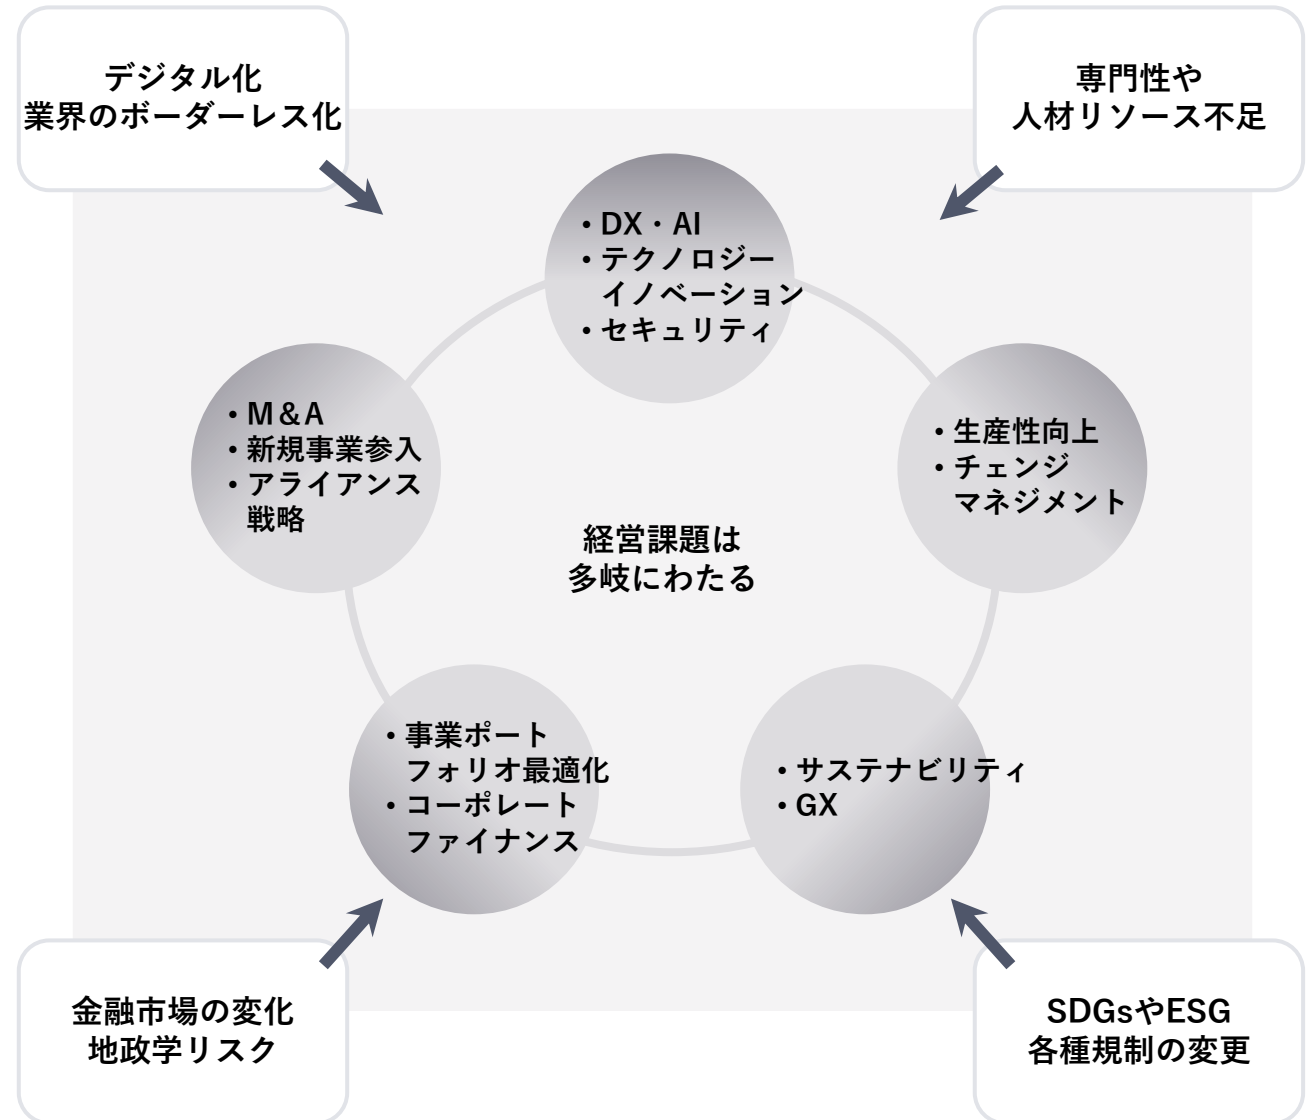 デジタル化
業界のボーダーレス化
専門性や
人材リソース不足
・DX・AI
・テクノロジー
イノベーション
・セキュリティ
・M&A
・新規事業参入
・アライアンス
戦略
・生産性向上
・チェンジ
マネジメント
経営課題は
多岐にわたる
・事業ポート
フォリオ最適化
・コーポレート
ファイナンス
・サステナビリティ
・GX
金融市場の変化
地政学リスク
SDGsやESG
各種規制の変更